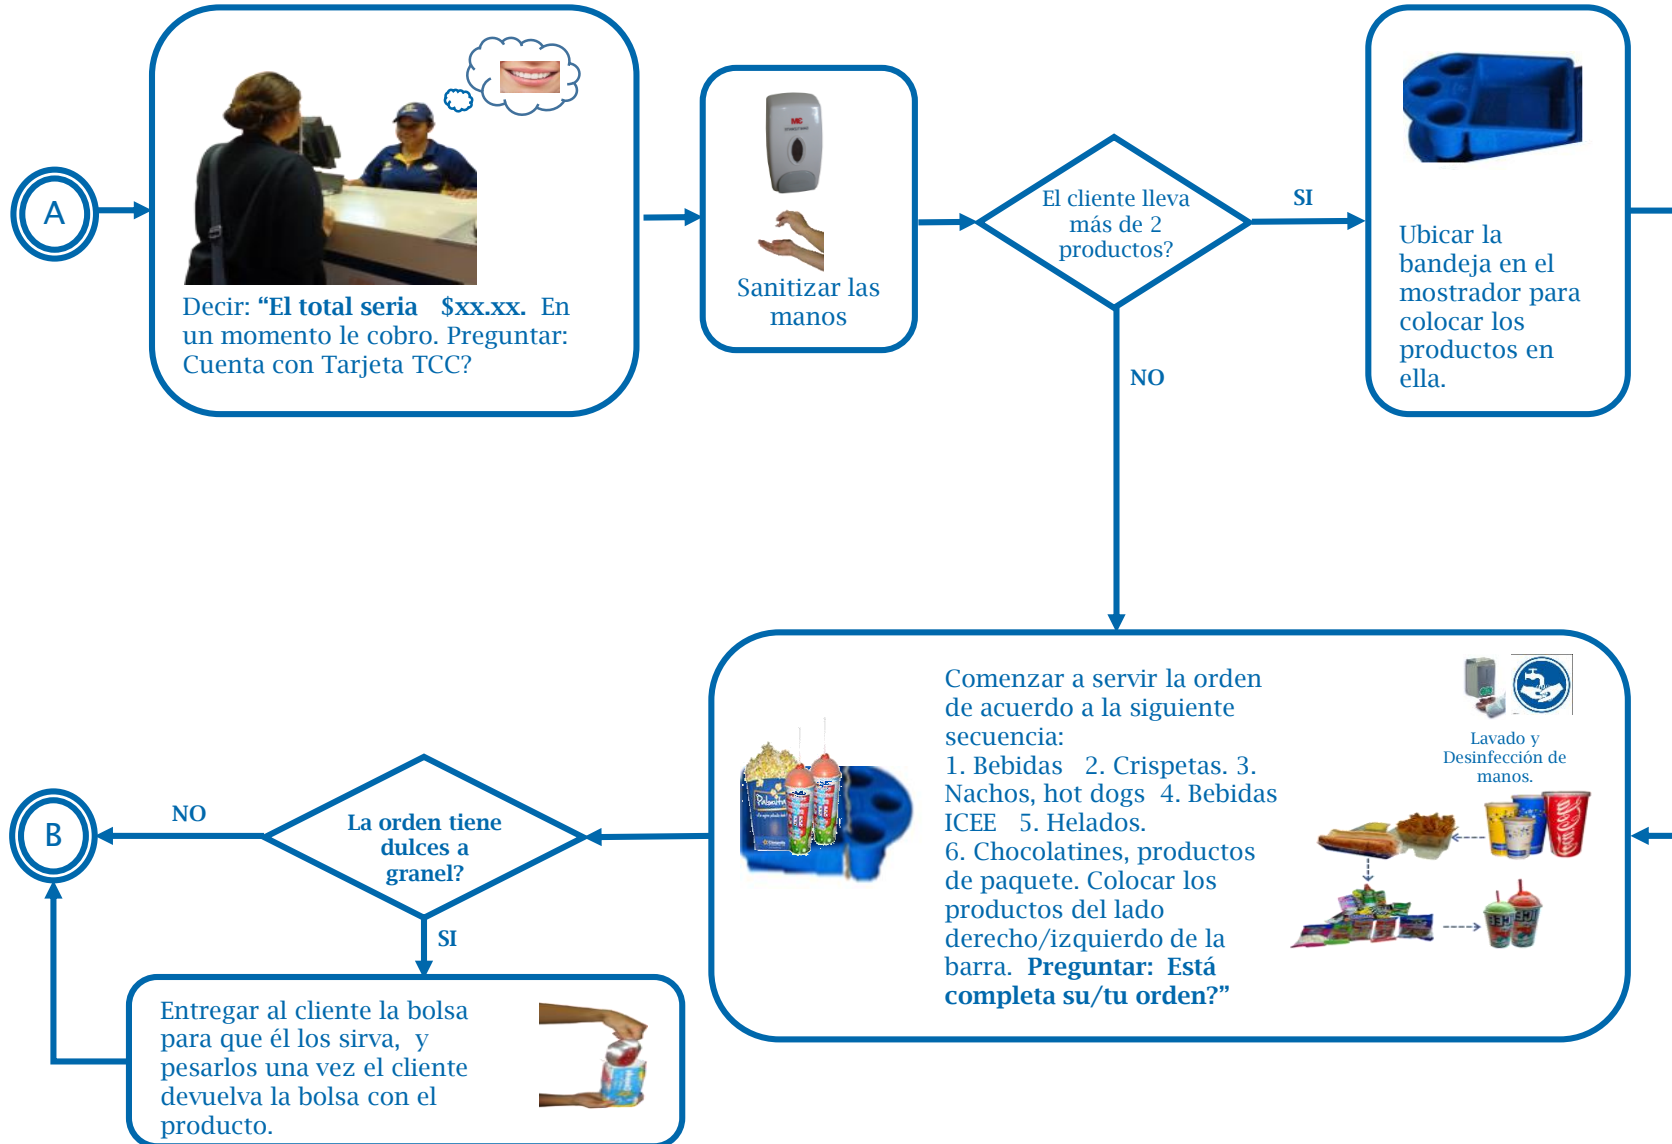 A
Decir: “El total seria $xx.xx. En
un momento le cobro. Preguntar:
Cuenta con Tarjeta TCC?
Sanitizar las
manos
El cliente lleva
más de 2
productos?
SI
NO
Ubicar la
bandeja en el
mostrador para
colocar los
productos en
ella.
Comenzar a servir la orden
de acuerdo a la siguiente
secuencia:
1. Bebidas 2. Crispetas. 3.
Nachos, hot dogs 4. Bebidas
ICEE 5. Helados.
6. Chocolatines, productos
de paquete. Colocar los
productos del lado
derecho/izquierdo de la
barra. Preguntar: Está
completa su/tu orden?”
Lavado y
Desinfección de
manos.
Coca-Cola
La orden tiene
dulces a
granel?
NO
SI
B
Entregar al cliente la bolsa
para que él los sirva, y
pesarlos una vez el cliente
devuelva la bolsa con el
producto.